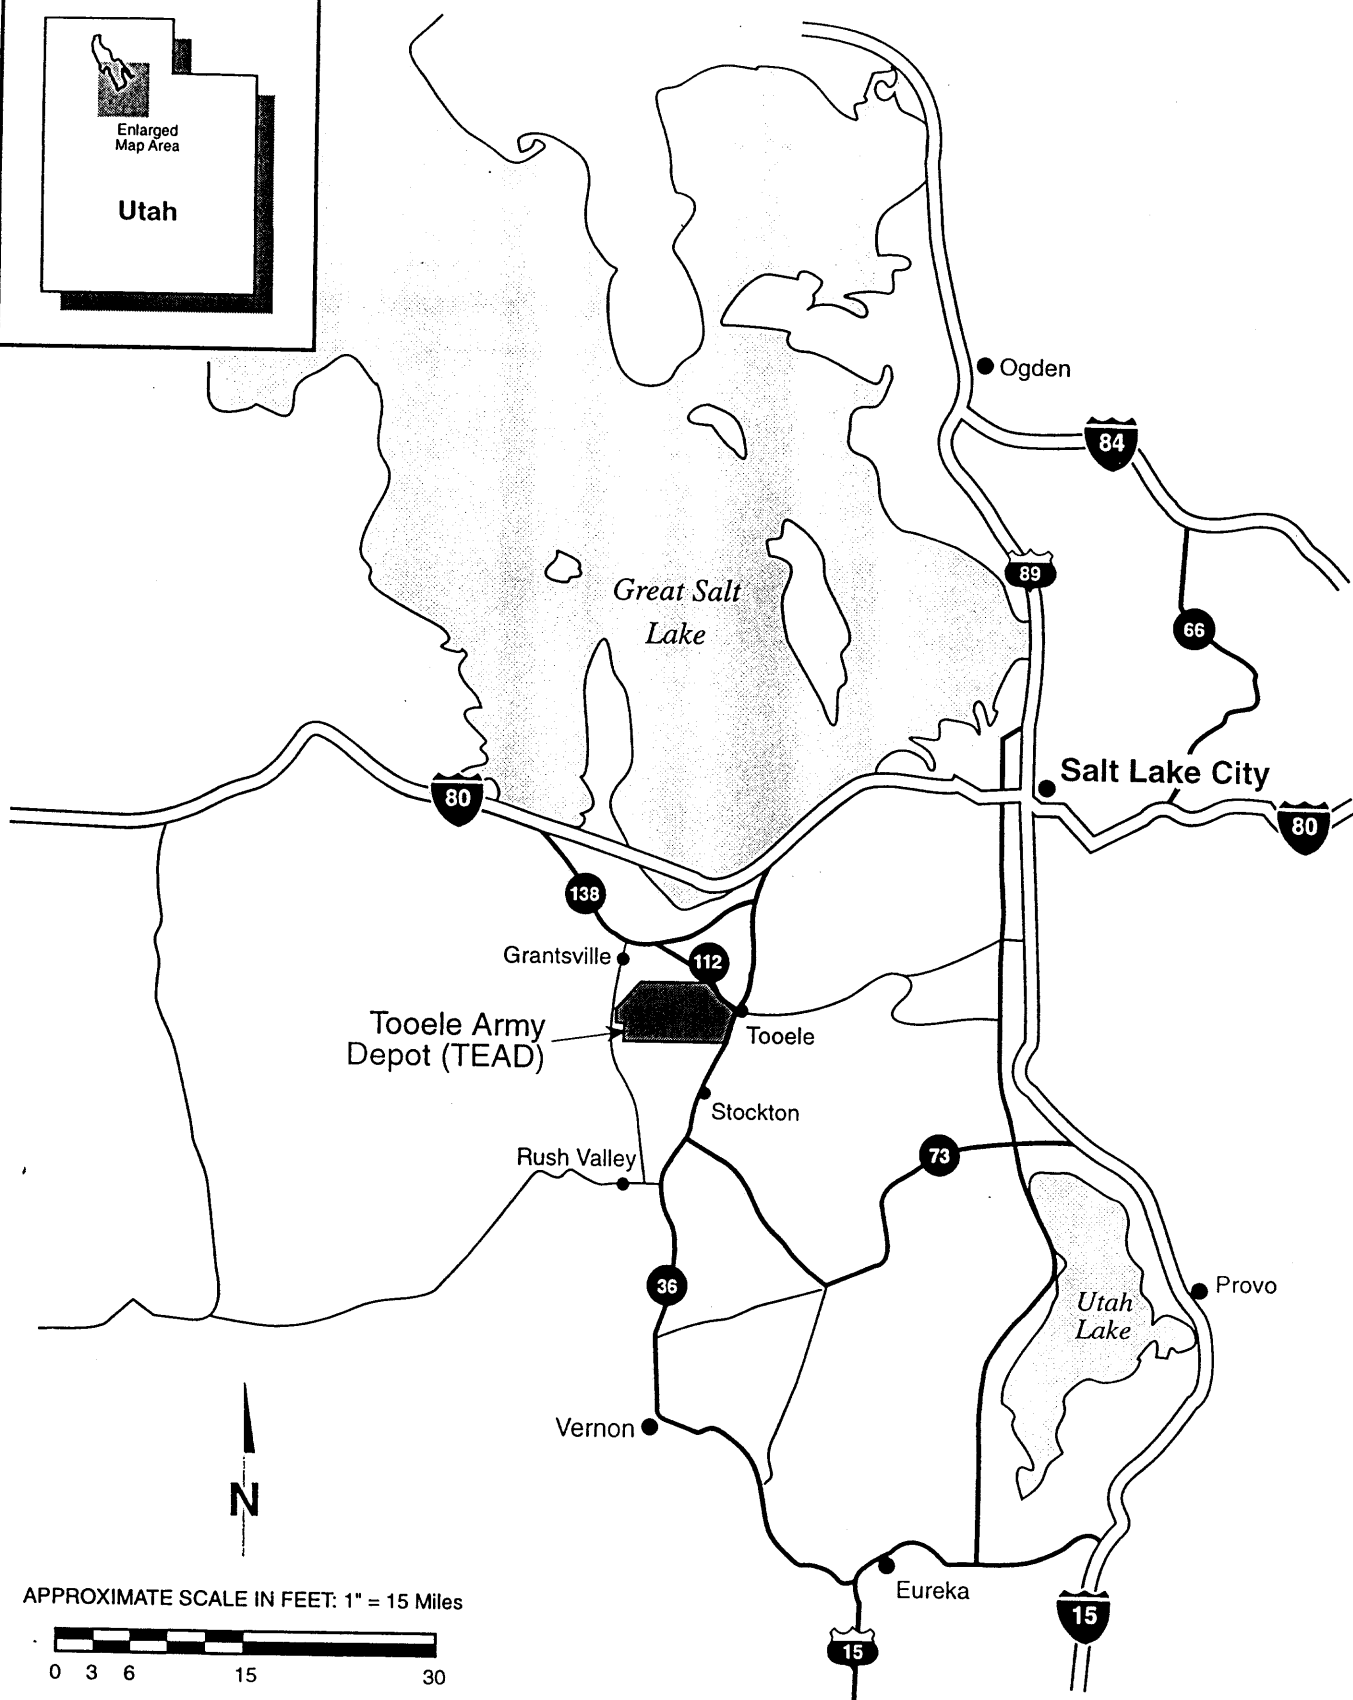 Enlarged
Map Area
Utah
Ogden
84
89
Great Salt
Lake
66
Salt Lake City
80
80
138
Grantsville
112
Tooele Army
Depot (TEAD)
Tooele
Stockton
73
Rush Valley
36
Provo
Utah
Lake
Vernon
N
Eureka
APPROXIMATE SCALE IN FEET: 1" = 15 Miles
15
15
0 3 6 15 30